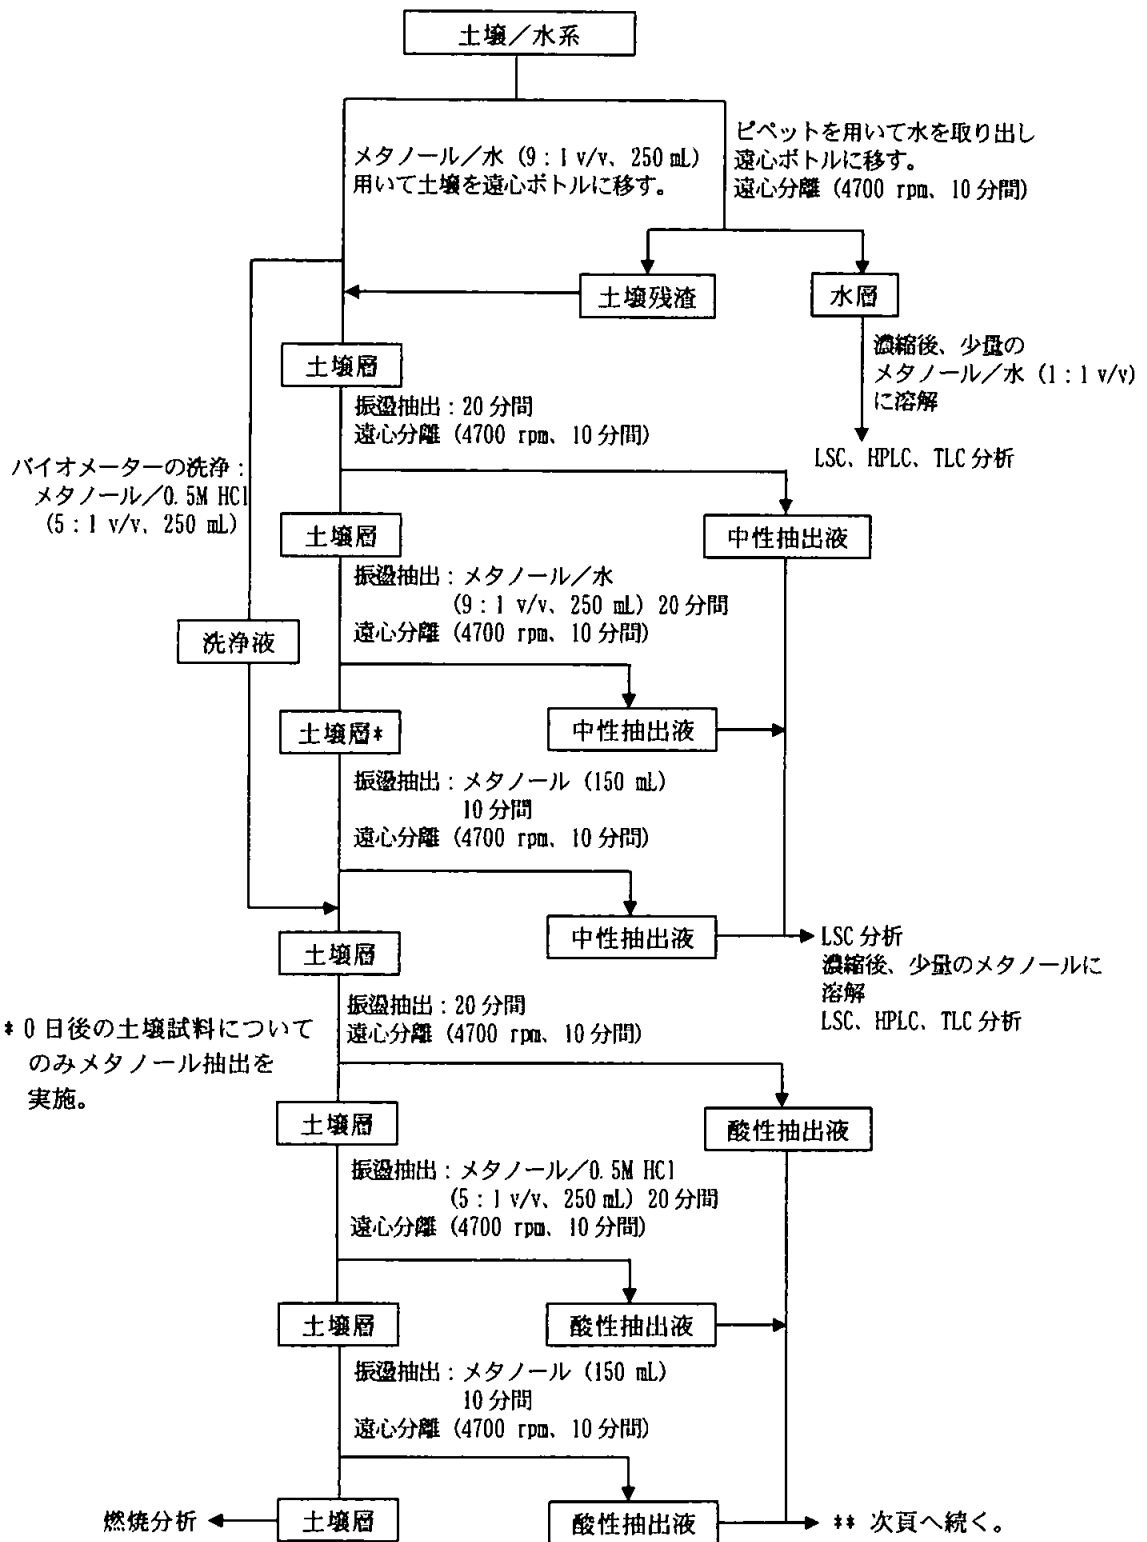 土壌／水系
メタノール／水 (9：1 v/v、250 mL)
用いて土壌を遠心ボトルに移す。
ピペットを用いて水を取り出し
遠心ボトルに移す。
遠心分離 (4700 rpm、10 分間)
土壌残渣
水層
濃縮後、少量の
メタノール／水 (1：1 v/v)
に溶解
LSC、HPLC、TLC 分析
土壌層
振盪抽出：20 分間
遠心分離 (4700 rpm、10 分間)
バイオメーターの洗浄：
メタノール／0.5M HCl
(5：1 v/v、250 mL)
土壌層
中性抽出液
振盪抽出：メタノール／水
(9：1 v/v、250 mL) 20 分間
遠心分離 (4700 rpm、10 分間)
洗浄液
土壌層*
中性抽出液
振盪抽出：メタノール (150 mL)
10 分間
遠心分離 (4700 rpm、10 分間)
土壌層
中性抽出液
LSC 分析
濃縮後、少量のメタノールに
溶解
LSC、HPLC、TLC 分析
振盪抽出：20 分間
遠心分離 (4700 rpm、10 分間)
* 0 日後の土壌試料について
のみメタノール抽出を
実施。
土壌層
酸性抽出液
振盪抽出：メタノール／0.5M HCl
(5：1 v/v、250 mL) 20 分間
遠心分離 (4700 rpm、10 分間)
土壌層
酸性抽出液
振盪抽出：メタノール (150 mL)
10 分間
遠心分離 (4700 rpm、10 分間)
燃焼分析
土壌層
酸性抽出液
** 次頁へ続く。